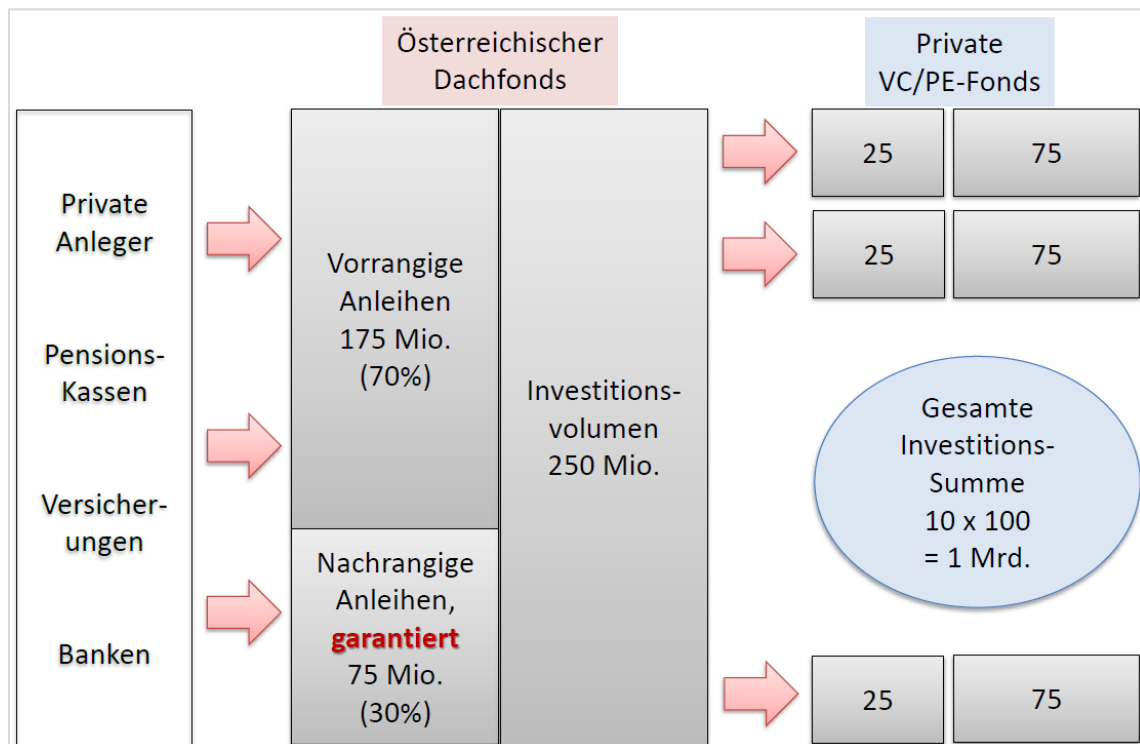 Österreichischer
Dachfonds
Private
VC/PE-Fonds
Private
Anleger
Pensions-
Kassen
Versicher-
ungen
Banken
Vorrangige
Anleihen
175 Mio.
(70%)
Nachrangige
Anleihen,
garantiert
75 Mio.
(30%)
Investitions-
volumen
250 Mio.
25
75
25
75
Gesamte
Investitions-
Summe
10 x 100
= 1 Mrd.
25
75